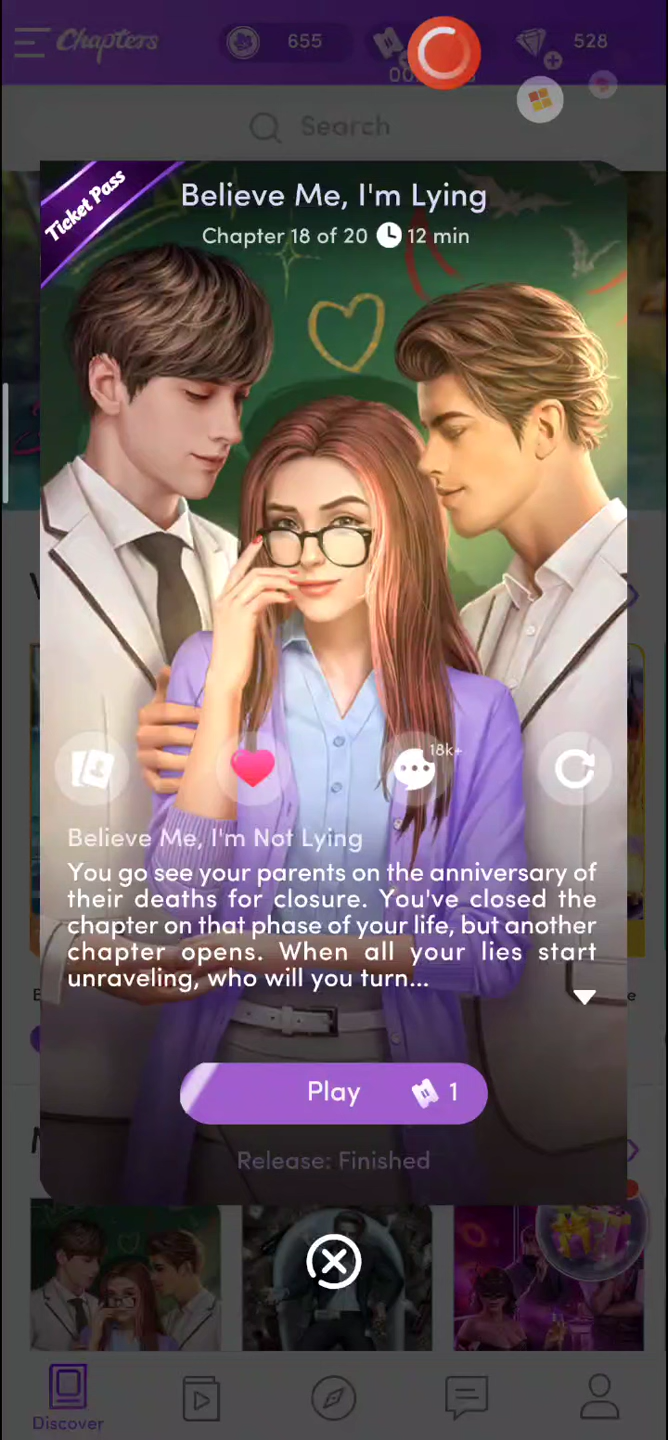 Chapters
655
528
Search
Ticket Pass
Believe Me, I'm Lying
Chapter 18 of 20 12 min
18k+
Believe Me, I'm Not Lying
You go see your parents on the anniversary of
their deaths for closure. You've closed the
chapter on that phase of your life, but another
chapter opens. When all your lies start
unraveling, who will you turn...
Play 1
Release: Finished
Discover